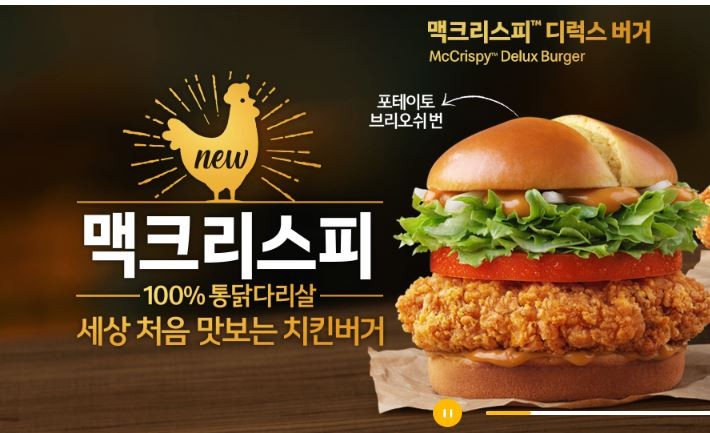 맥크리스피™ 디럭스 버거
McCrispy™ Delux Burger
포테이토
브리오쉬 번
new
맥크리스피
100% 통닭다리살
세상 처음 맛보는 치킨버거